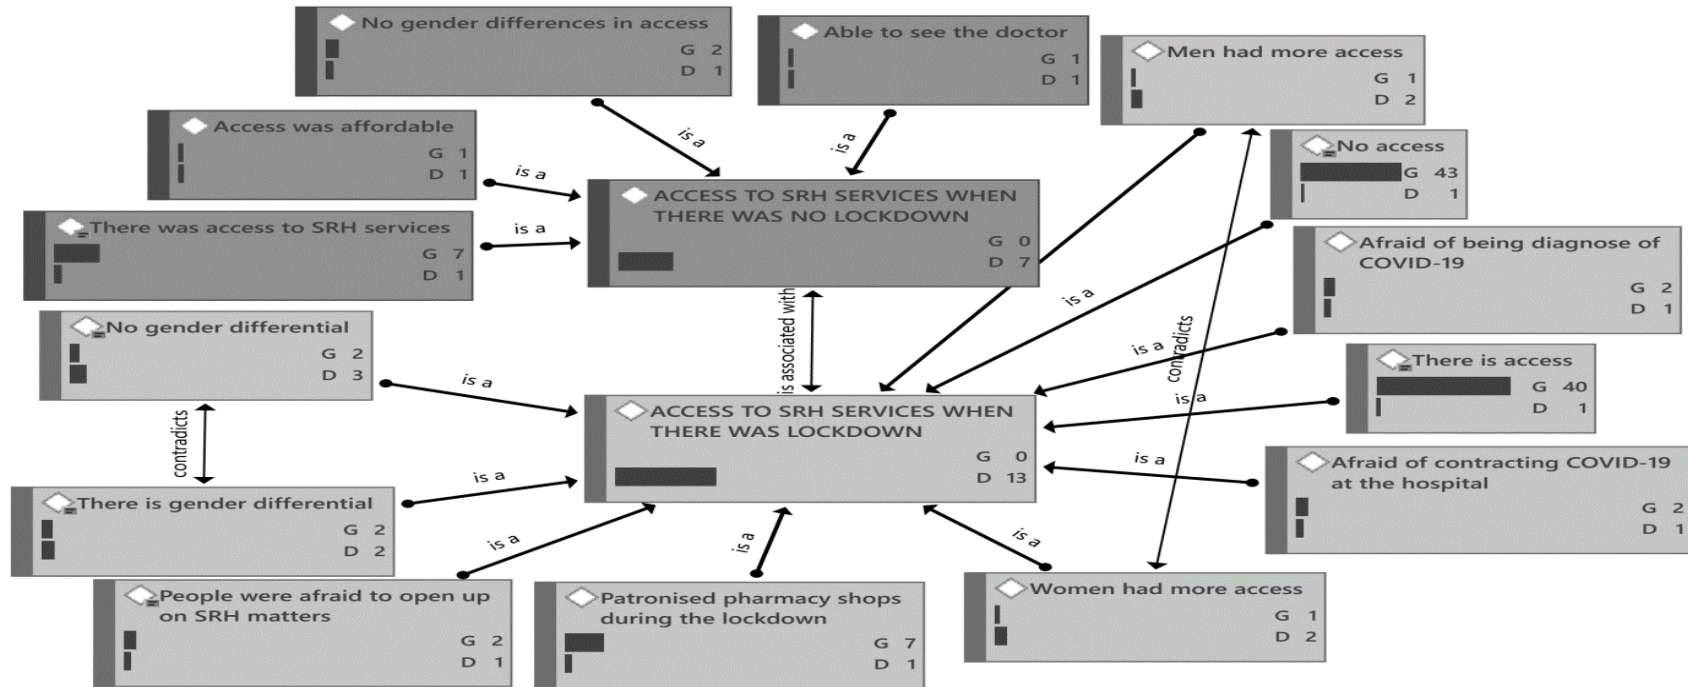 No gender differences in access
G 2
D 1
Able to see the doctor
G 1
D 1
Men had more access
G 1
D 2
Access was affordable
G 1
D 1
No access
G 43
D 1
is a
is a
is a
ACCESS TO SRH SERVICES WHEN
THERE WAS NO LOCKDOWN
G 0
D 7
There was access to SRH services
G 7
D 1
is a
Afraid of being diagnose of
COVID-19
G 2
D 1
is a
is associated with
No gender differential
G 2
D 3
is a
is a
contradicts
There is access
G 40
D 1
is a
ACCESS TO SRH SERVICES WHEN
THERE WAS LOCKDOWN
G 0
D 13
contradicts
is a
is a
Afraid of contracting COVID-19
at the hospital
G 2
D 1
There is gender differential
G 2
D 2
is a
is a
is a
People were afraid to open up
on SRH matters
G 2
D 1
Patronised pharmacy shops
during the lockdown
G 7
D 1
Women had more access
G 1
D 2